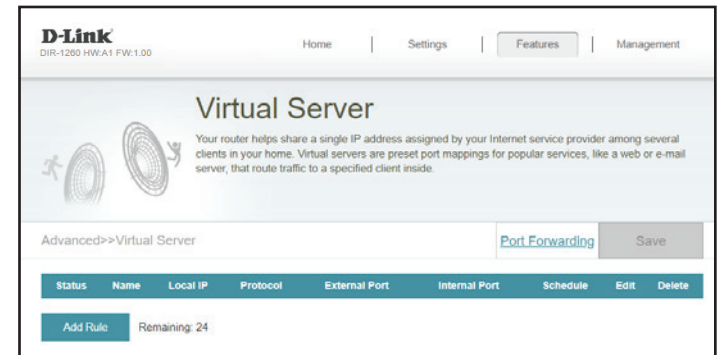 D-Link
DIR-1260 HW:A1 FW:1.00
Home | Settings | Features | Management
Virtual Server
Your router helps share a single IP address assigned by your Internet service provider among several
clients in your home. Virtual servers are preset port mappings for popular services, like a web or e-mail
server, that route traffic to a specified client inside.
Advanced>>Virtual Server
Port Forwarding
Save
Status Name Local IP Protocol External Port Internal Port Schedule Edit Delete
Add Rule Remaining: 24